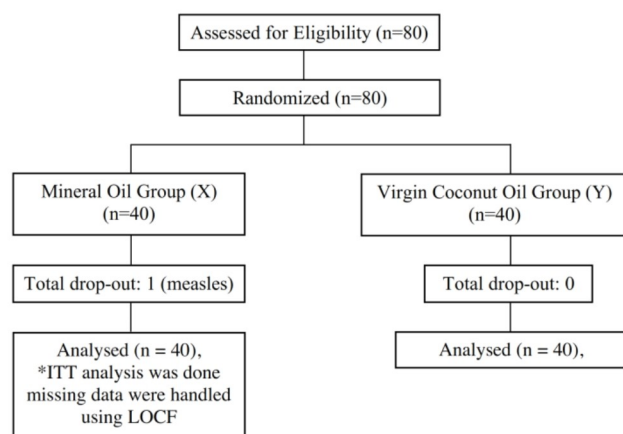 Assessed for Eligibility (n=80)
Randomized (n=80)
Mineral Oil Group (X)
(n=40)
Virgin Coconut Oil Group (Y)
(n=40)
Total drop-out: 1 (measles)
Total drop-out: 0
Analysed (n = 40),
*ITT analysis was done
missing data were handled
using LOCF
Analysed (n = 40),